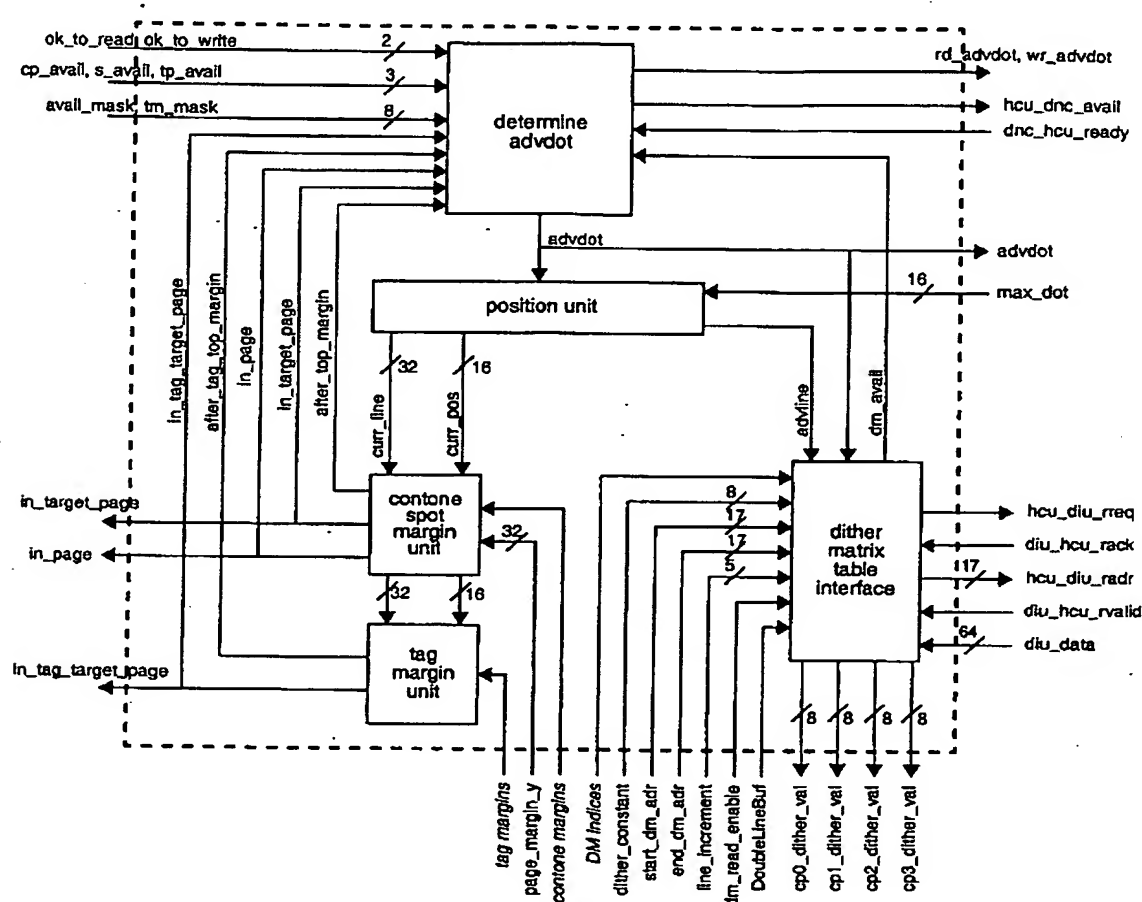 ok_to_read, ok_to_write
2
cp_avail, s_avail, tp_avail
3
avail_mask, tm_mask
8
determine
advdot
rd_advdot, wr_advdot
hcu_dnc_avail
dnc_hcu_ready
advdot
advdot
position unit
16
max_dot
in_tag_target_page
after_tag_top_margin
in_page
in_target_page
after_top_margin
32
16
curr_line
curr_pos
advline
dm_avail
contone
spot
margin
unit
32
in_target_page
in_page
32
16
tag
margin
unit
in_tag_target_page
8
17
17
5
dither
matrix
table
interface
hcu_diu_rreq
diu_hcu_rack
17
hcu_diu_radr
diu_hcu_rvalid
64
diu_data
8
8
8
8
tag margins
page_margin_y
contone margins
DM indices
dither_constant
start_dm_adr
end_dm_adr
line_increment
dm_read_enable
DoubleLineBuf
cp0_dither_val
cp1_dither_val
cp2_dither_val
cp3_dither_val